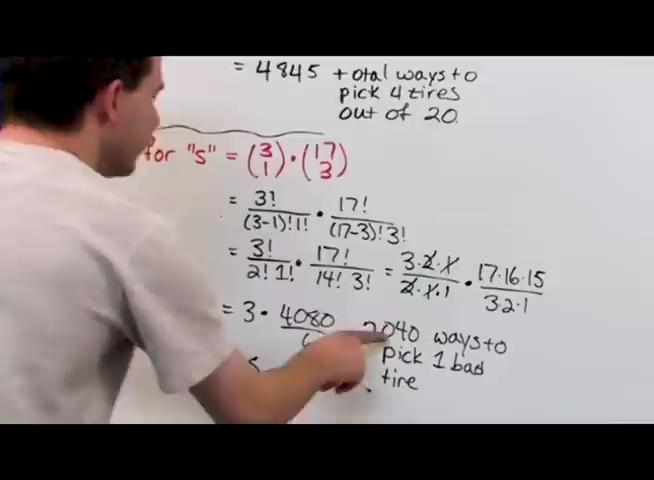 = 4845 total ways to
pick 4 tires
out of 20.
for "s" = (3 1) · (17 3)
= 3! / (3-1)! 1! · 17! / (17-3)! 3!
= 3! / 2! 1! · 17! / 14! 3! = 3·2·1 / 2·1·1 · 17·16·15 / 3·2·1
= 3 · 4080 2040 ways to
pick 1 bad
tire